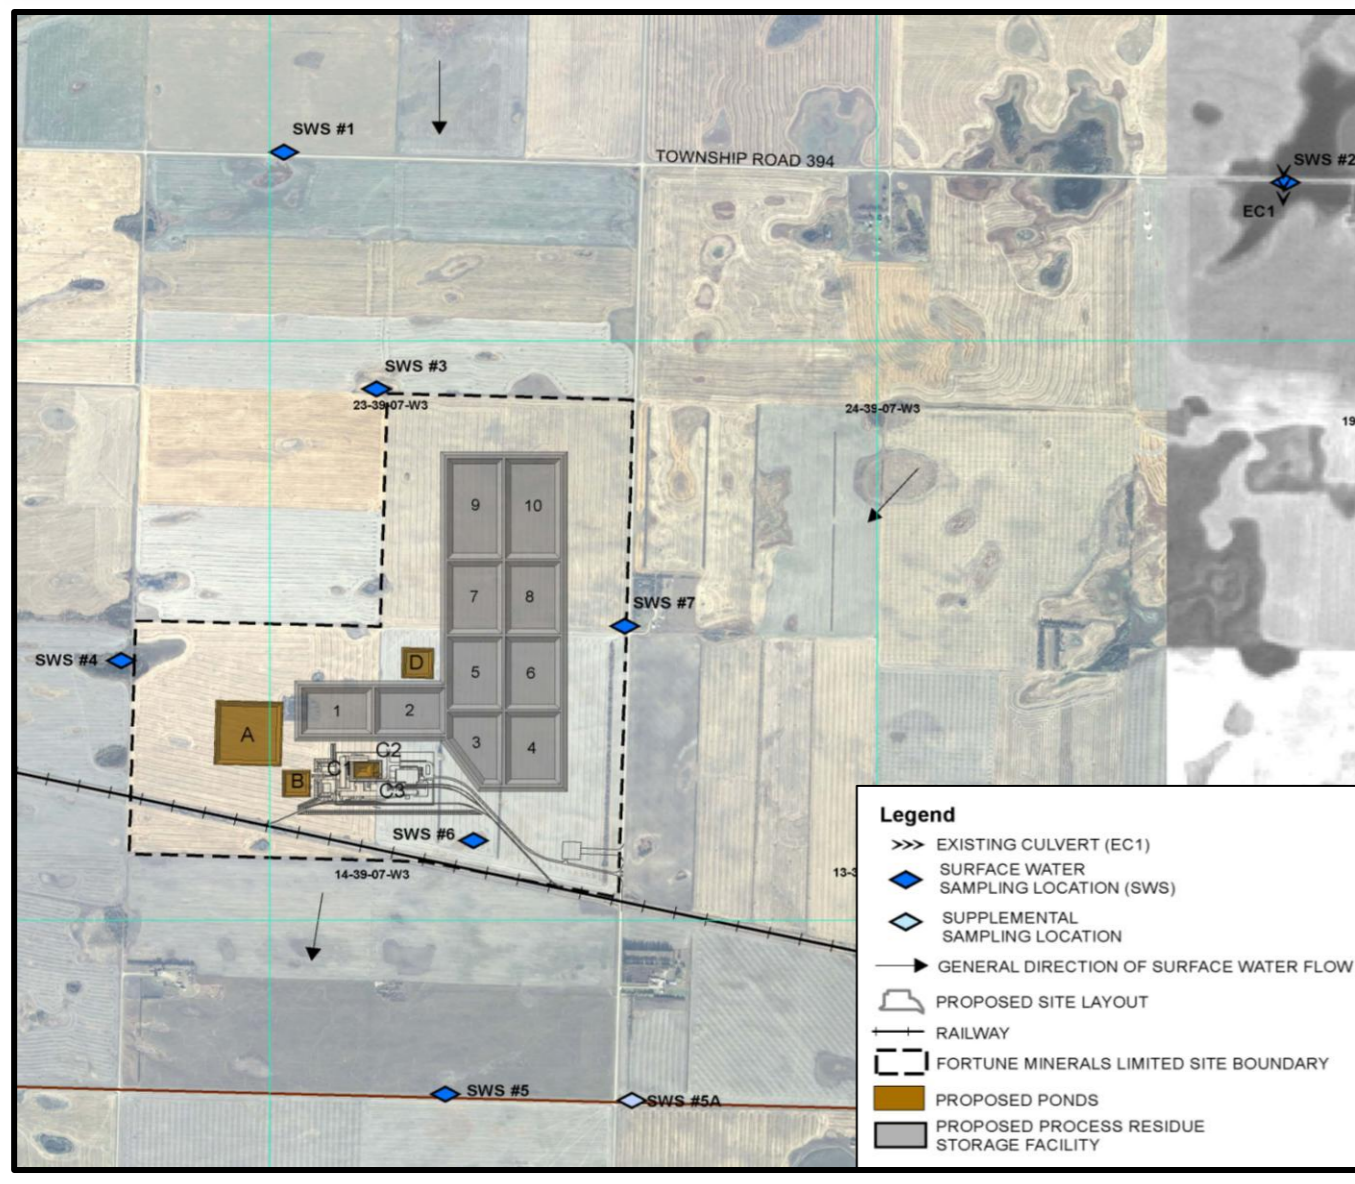 SWS #1
TOWNSHIP ROAD 394
SWS #2
EC1
SWS #3
23-39-07-W3
24-39-07-W3
19
9
10
7
8
SWS #7
SWS #4
D
5
6
1
2
A
3
4
C2
B
C1
C3
SWS #6
14-39-07-W3
13-3
SWS #5
SWS #5A
Legend
EXISTING CULVERT (EC1)
SURFACE WATER
SAMPLING LOCATION (SWS)
SUPPLEMENTAL
SAMPLING LOCATION
GENERAL DIRECTION OF SURFACE WATER FLOW
PROPOSED SITE LAYOUT
RAILWAY
FORTUNE MINERALS LIMITED SITE BOUNDARY
PROPOSED PONDS
PROPOSED PROCESS RESIDUE
STORAGE FACILITY